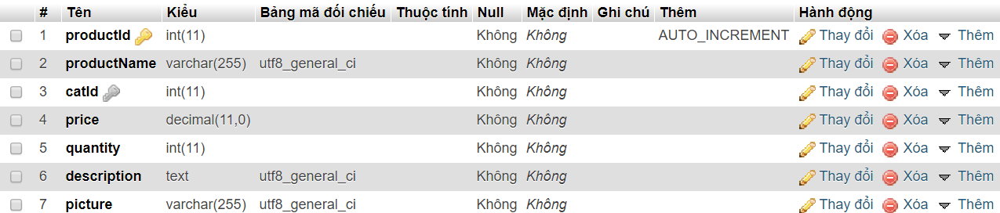 # Tên Kiểu Bảng mã đối chiếu Thuộc tính Null Mặc định Ghi chú Thêm Hành động
1 productId int(11) Không Không AUTO_INCREMENT Thay đổi Xóa Thêm
2 productName varchar(255) utf8_general_ci Không Không Thay đổi Xóa Thêm
3 catId int(11) Không Không Thay đổi Xóa Thêm
4 price decimal(11,0) Không Không Thay đổi Xóa Thêm
5 quantity int(11) Không Không Thay đổi Xóa Thêm
6 description text utf8_general_ci Không Không Thay đổi Xóa Thêm
7 picture varchar(255) utf8_general_ci Không Không Thay đổi Xóa Thêm